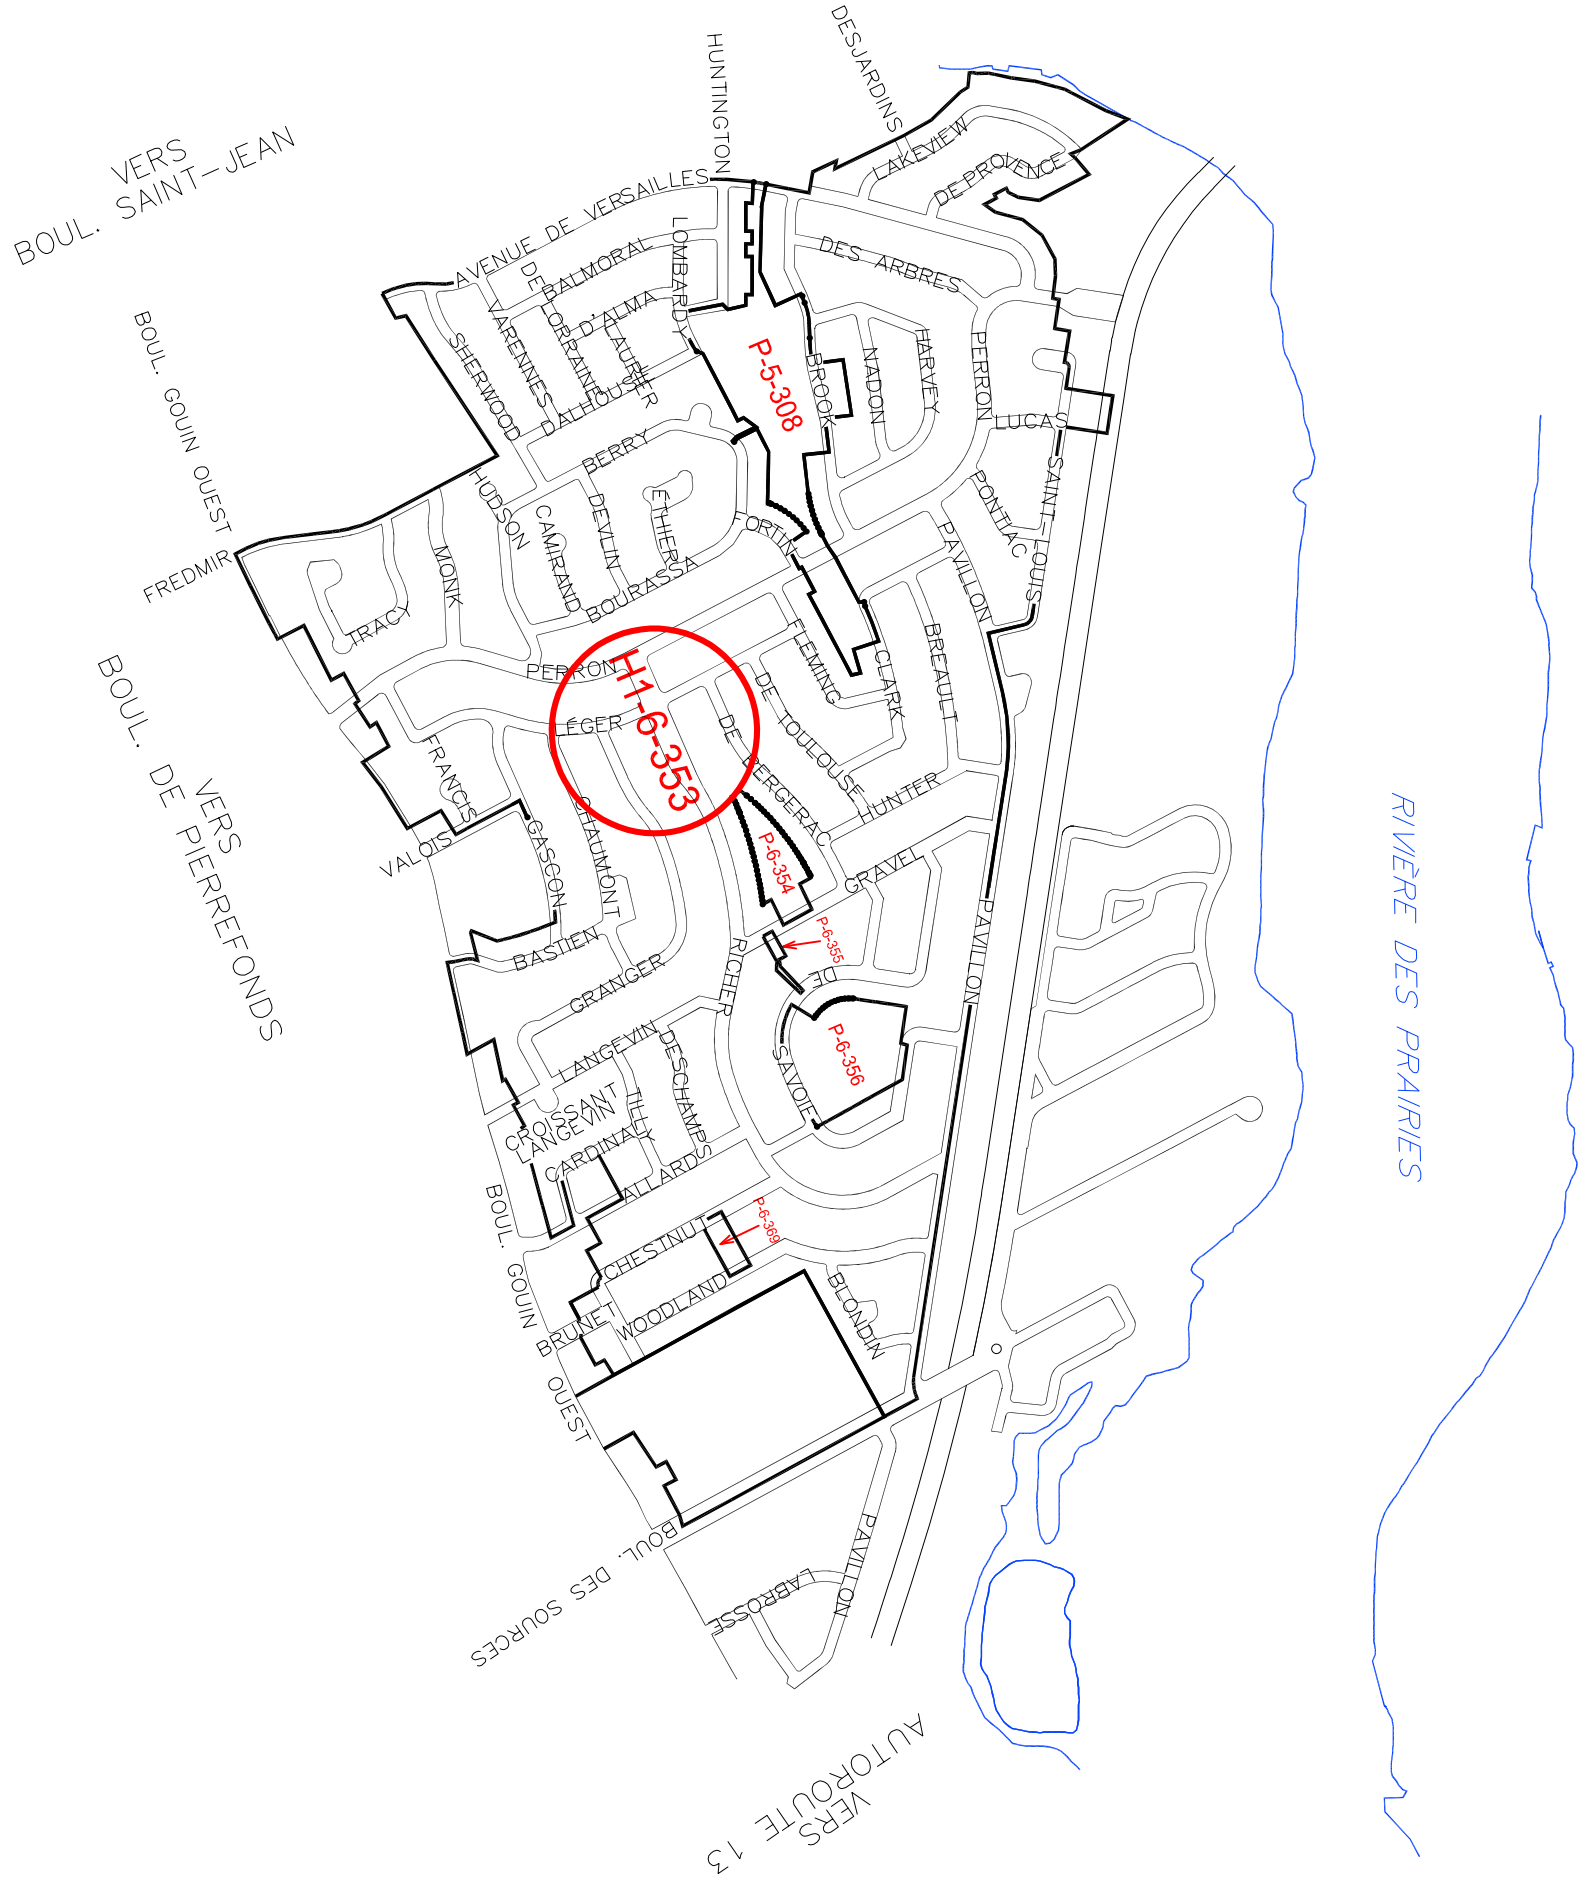 DESJARDINS
HUNTINGTON
VERS
SAINT-JEAN
BOUL.
LAKEVIEW
DE PROVENCE
AVENUE DE VERSAILLES
BALMORAL
LOMBARDY
DES ARBRES
DE LORRAINE
D'ALMA
VARENNES
LAURIER
SHERWOOD
DALHOUSIE
BOUL. GOUIN OUEST
P-5-308
BROOK
NADON
HARVEY
PERRON
LUCAS
BERRY
HUDSON
CAMIRAND
DEVLIN
ÉTHIER
FORTIN
PONTIAC
SAINT-LOUIS
PAVILLON
FREDMIR
MONK
TRACY
BOURASSA
PERRON
H1-6-353
FLEMING
CLARK
BREAULT
LÉGER
DE TOULOUSE
DE BERGERAC
HUNTER
FRANCIS
VALOIS
GASCON
CHAUMONT
VERS
BOUL. DE PIERREFONDS
P-6-354
GRAVEL
P-6-355
PAVILLON
BASTIEN
GRANGER
RICHER
DE
SAVOIE
P-6-356
LANGEVIN
DESCHAMPS
TILLY
CROISSANT
LANGEVIN
CARDINAL
ALLARD
CHESTNUT
P-6-369
WOODLAND
BRUNET
BLONDIN
BOUL. GOUIN OUEST
BOUL. DES SOURCES
PAVILLON
LABROSSE
VERS
AUTOROUTE 13
RIVIÈRE DES PRAIRIES